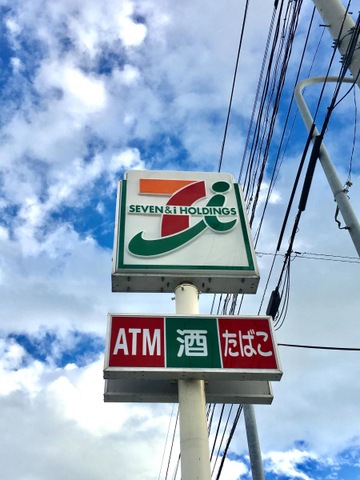 SEVEN & i HOLDINGS
ATM 酒 たばこ